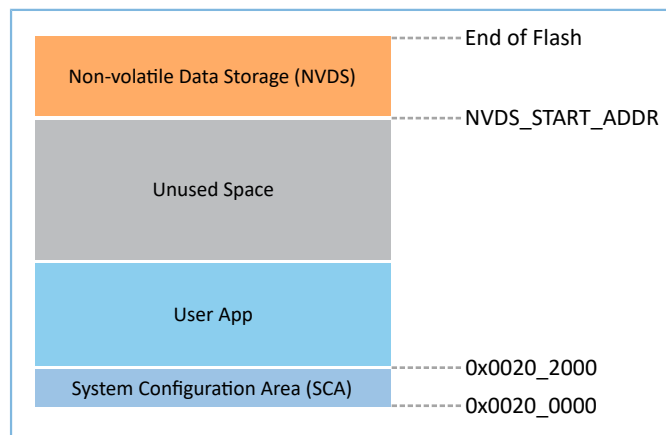 End of Flash
Non-volatile Data Storage (NVDS)
NVDS_START_ADDR
Unused Space
User App
0x0020_2000
System Configuration Area (SCA)
0x0020_0000